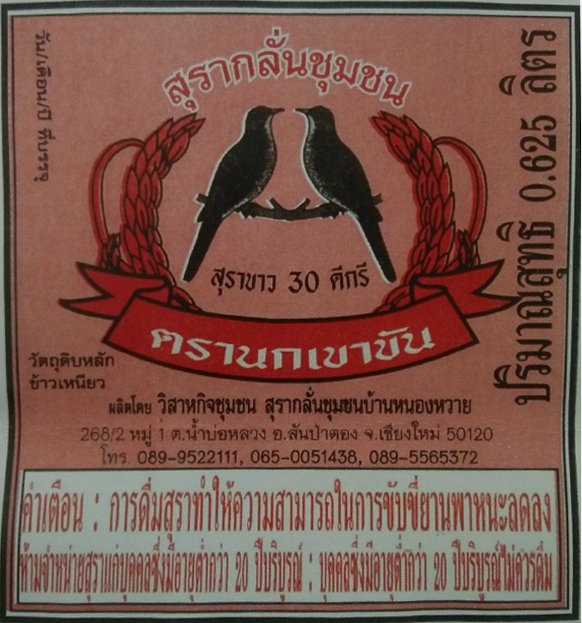 สุรากลั่นชุมชน
วัน/เดือน/ปี ที่บรรจุ
ปริมาณสุทธิ 0.625 ลิตร
สุราขาว 30 ดีกรี
ตรานกเขาขัน
วัตถุดิบหลัก
ข้าวเหนียว
ผลิตโดย วิสาหกิจชุมชน สุรากลั่นชุมชนบ้านหนองหวาย
268/2 หมู่ 1 ต.น้ำบ่อหลวง อ.สันป่าตอง จ.เชียงใหม่ 50120
โทร. 089-9522111, 065-0051438, 089-5565372
คำเตือน : การดื่มสุราทำให้ความสามารถในการขับขี่ยานพาหนะลดลง
ห้ามจำหน่ายสุราแก่บุคคลซึ่งมีอายุต่ำกว่า 20 ปีบริบูรณ์ : บุคคลซึ่งมีอายุต่ำกว่า 20 ปีบริบูรณ์ไม่ควรดื่ม